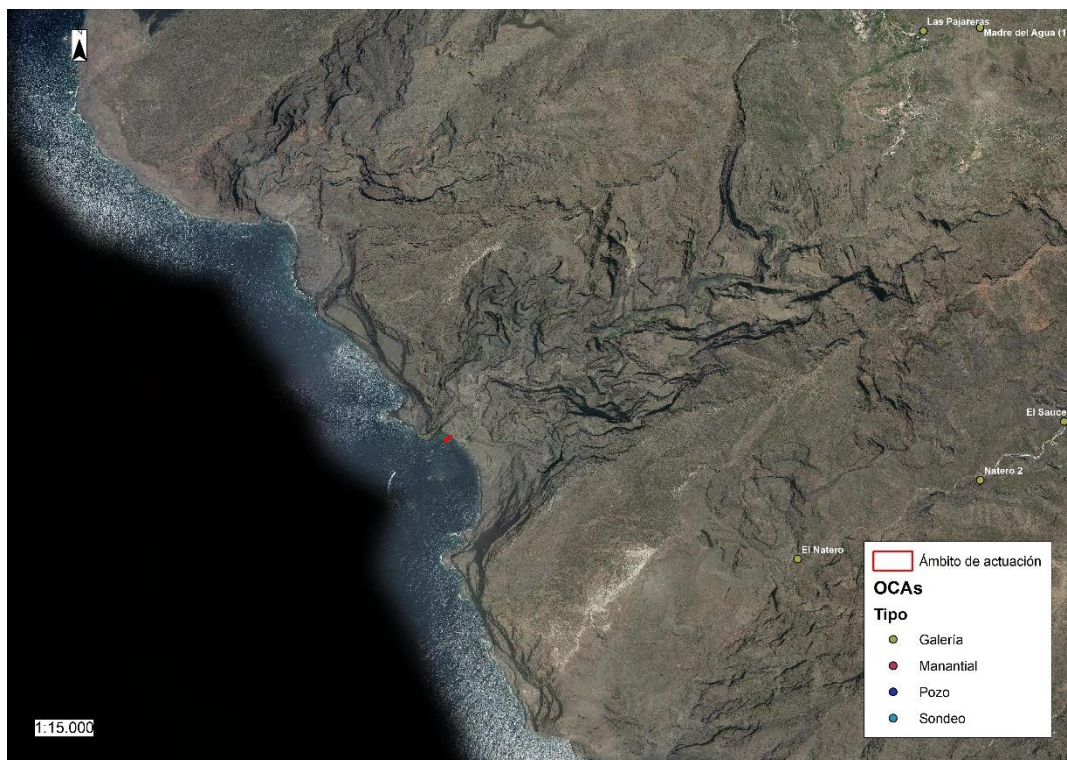 Las Pajareras
Madre del Agua (1
El Sauce
Natero 2
El Natero
Ámbito de actuación
OCAs
Tipo
Galería
Manantial
Pozo
Sondeo
1:15.000